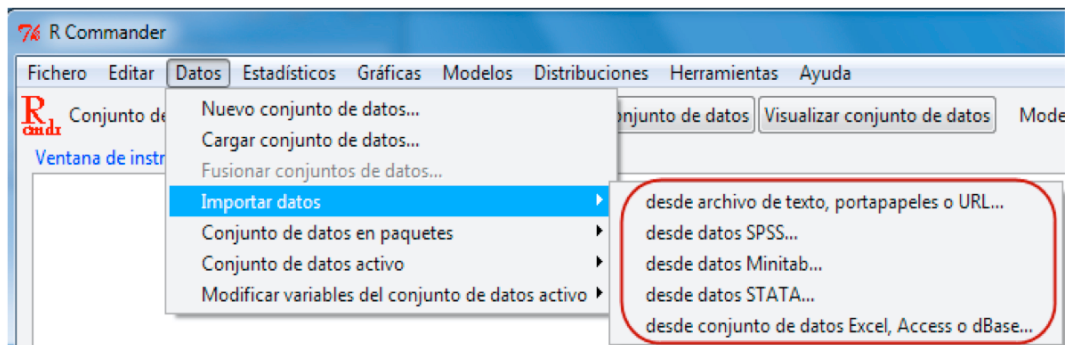 R Commander
Fichero Editar Datos Estadísticos Gráficas Modelos Distribuciones Herramientas Ayuda
R Conjunto de
cmdr
Nuevo conjunto de datos...
conjunto de datos Visualizar conjunto de datos
Cargar conjunto de datos...
Ventana de instr
Fusionar conjuntos de datos...
Importar datos
desde archivo de texto, portapapeles o URL...
Conjunto de datos en paquetes
desde datos SPSS...
Conjunto de datos activo
desde datos Minitab...
Modificar variables del conjunto de datos activo
desde datos STATA...
desde conjunto de datos Excel, Access o dBase...